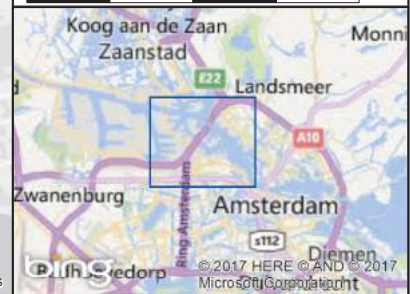 Koog aan de Zaan
Zaanstad
Monni
E22
Landsmeer
A10
Zwanenburg
Ring Amsterdam
Amsterdam
s112
Diemen
bing
© 2017 HERE © AND © 2017
Microsoft Corporation